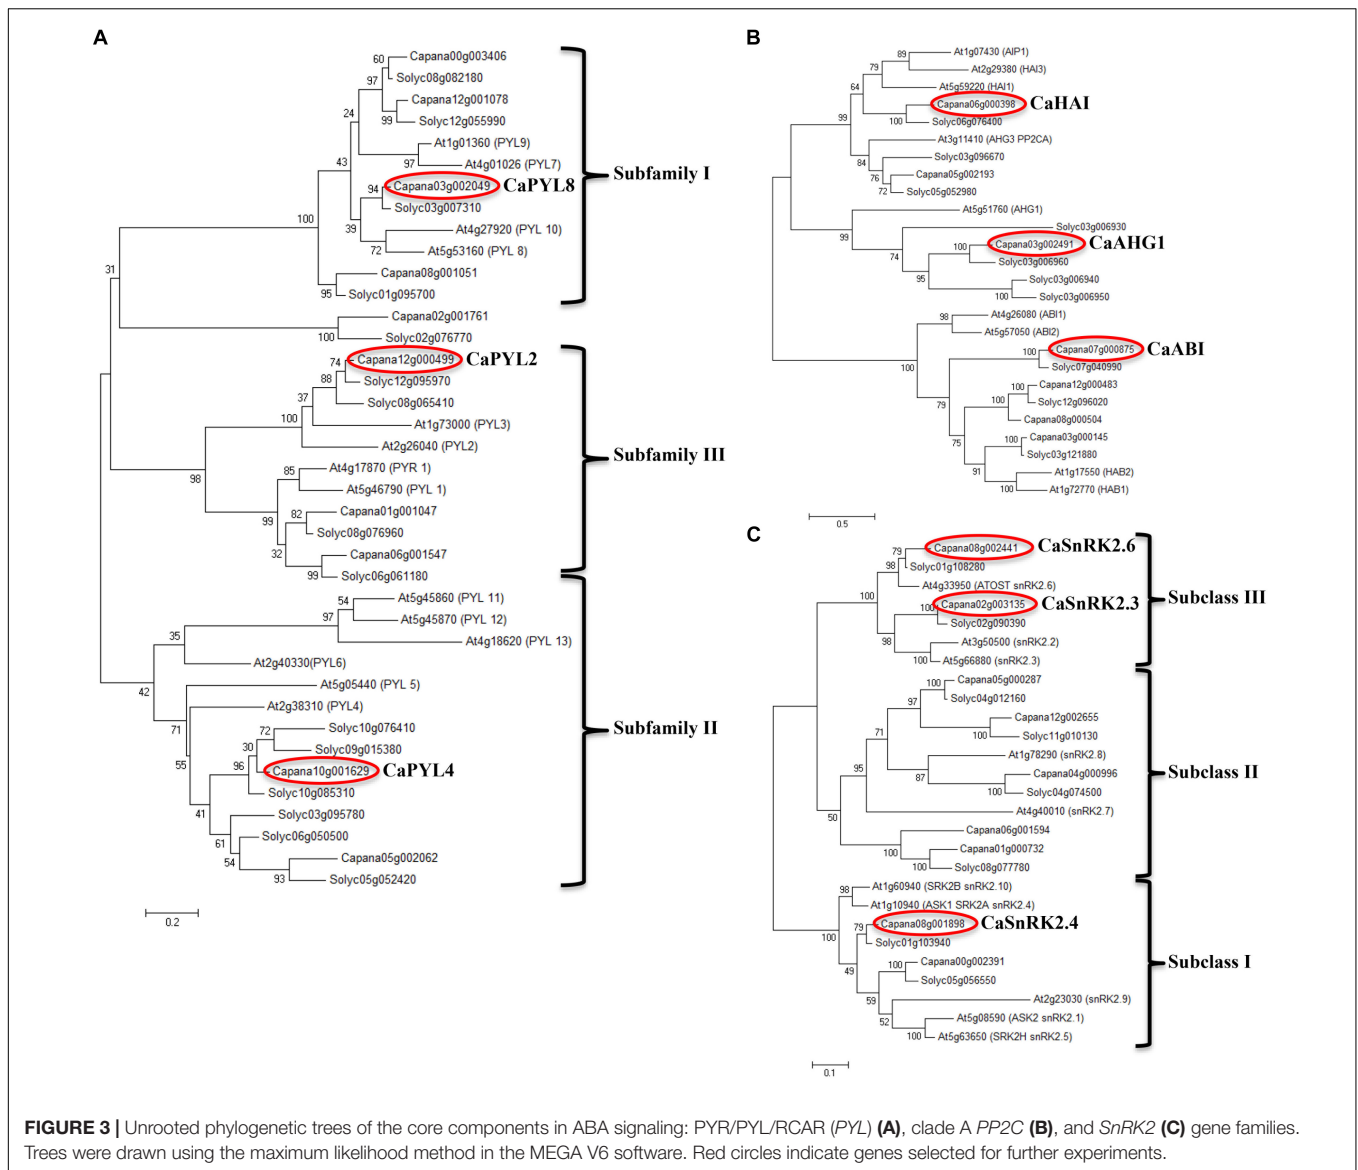 A
60
Capana00g003406
Solyc08g082180
97
Capana12g001078
99
Solyc12g055990
24
At1g01360 (PYL9)
97
At4g01026 (PYL7)
43
94
Capana03g002049
CaPYL8
Solyc03g007310
39
At4g27920 (PYL 10)
72
At5g53160 (PYL 8)
100
Capana08g001051
95
Solyc01g095700
Subfamily I
31
Capana02g001761
100
Solyc02g076770
74
Capana12g000499
CaPYL2
88
Solyc12g095970
37
Solyc08g065410
100
At1g73000 (PYL3)
At2g26040 (PYL2)
98
85
At4g17870 (PYR 1)
At5g46790 (PYL 1)
99
82
Capana01g001047
Solyc08g076960
32
Capana06g001547
99
Solyc06g061180
Subfamily III
54
At5g45860 (PYL 11)
97
At5g45870 (PYL 12)
At4g18620 (PYL 13)
35
At2g40330(PYL6)
42
At5g05440 (PYL 5)
71
At2g38310 (PYL4)
55
72
Solyc10g076410
30
Solyc09g015380
96
Capana10g001629
CaPYL4
Solyc10g085310
41
Solyc03g095780
61
Solyc06g050500
54
Capana05g002062
93
Solyc05g052420
Subfamily II
0.2
B
89
At1g07430 (AIP1)
79
At2g29380 (HAI3)
At5g59220 (HAI1)
64
Capana06g000398
CaHAI
100
Solyc06g076400
99
At3g11410 (AHG3 PP2CA)
84
Solyc03g096670
76
Capana05g002193
72
Solyc05g052980
At5g51760 (AHG1)
99
Solyc03g006930
74
100
Capana03g002491
CaAHG1
Solyc03g006960
95
Solyc03g006940
100
Solyc03g006950
98
At4g26080 (ABI1)
At5g57050 (ABI2)
100
100
Capana07g000875
CaABI
Solyc07g040990
79
Capana12g000483
100
Solyc12g096020
100
Capana08g000504
75
Capana03g000145
100
Solyc03g121880
91
At1g17550 (HAB2)
100
At1g72770 (HAB1)
0.5
C
79
Capana08g002441
CaSnRK2.6
98
Solyc01g108280
At4g33950 (ATOST snRK2.6)
100
100
Capana02g003135
CaSnRK2.3
Solyc02g090390
98
At3g50500 (snRK2.2)
100
At5g66880 (snRK2.3)
Subclass III
100
Capana05g000287
97
Solyc04g012160
Capana12g002655
100
Solyc11g010130
71
At1g78290 (snRK2.8)
87
Capana04g000996
100
Solyc04g074500
95
At4g40010 (snRK2.7)
50
Capana06g001594
100
Capana01g000732
100
Solyc08g077780
Subclass II
98
At1g60940 (SRK2B snRK2.10)
At1g10940 (ASK1 SRK2A snRK2.4)
100
79
Capana08g001898
CaSnRK2.4
Solyc01g103940
49
100
Capana00g002391
Solyc05g056550
59
At2g23030 (snRK2.9)
52
At5g08590 (ASK2 snRK2.1)
100
At5g63650 (SRK2H snRK2.5)
Subclass I
0.1
FIGURE 3 | Unrooted phylogenetic trees of the core components in ABA signaling: PYR/PYL/RCAR (PYL) (A), clade A PP2C (B), and SnRK2 (C) gene families.
Trees were drawn using the maximum likelihood method in the MEGA V6 software. Red circles indicate genes selected for further experiments.